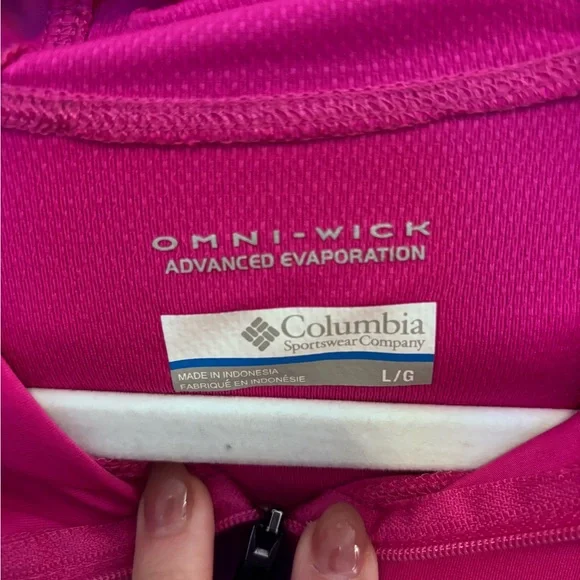 OMNI-WICK
ADVANCED EVAPORATION
Columbia
Sportswear Company
MADE IN INDONESIA
FABRIQUÉ EN INDONÉSIE
L/G